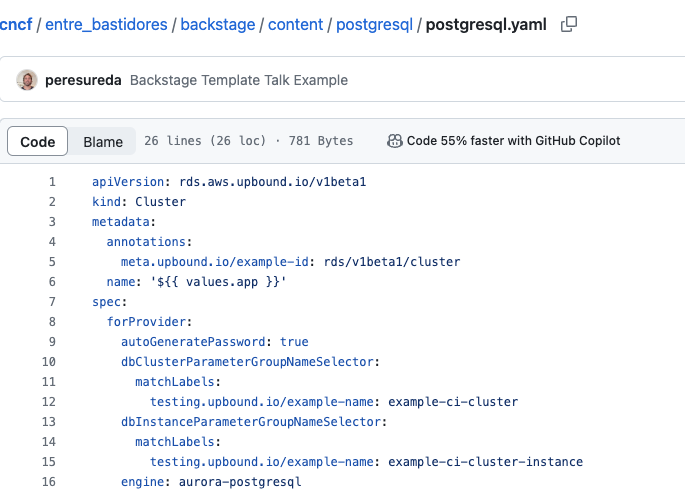 cncf / entre_bastidores / backstage / content / postgresql / postgresql.yaml
peresureda Backstage Template Talk Example
Code Blame 26 lines (26 loc) · 781 Bytes Code 55% faster with GitHub Copilot
1 apiVersion: rds.aws.upbound.io/v1beta1
2 kind: Cluster
3 metadata:
4   annotations:
5     meta.upbound.io/example-id: rds/v1beta1/cluster
6   name: '${{ values.app }}'
7 spec:
8   forProvider:
9     autoGeneratePassword: true
10     dbClusterParameterGroupNameSelector:
11       matchLabels:
12         testing.upbound.io/example-name: example-ci-cluster
13     dbInstanceParameterGroupNameSelector:
14       matchLabels:
15         testing.upbound.io/example-name: example-ci-cluster-instance
16     engine: aurora-postgresql